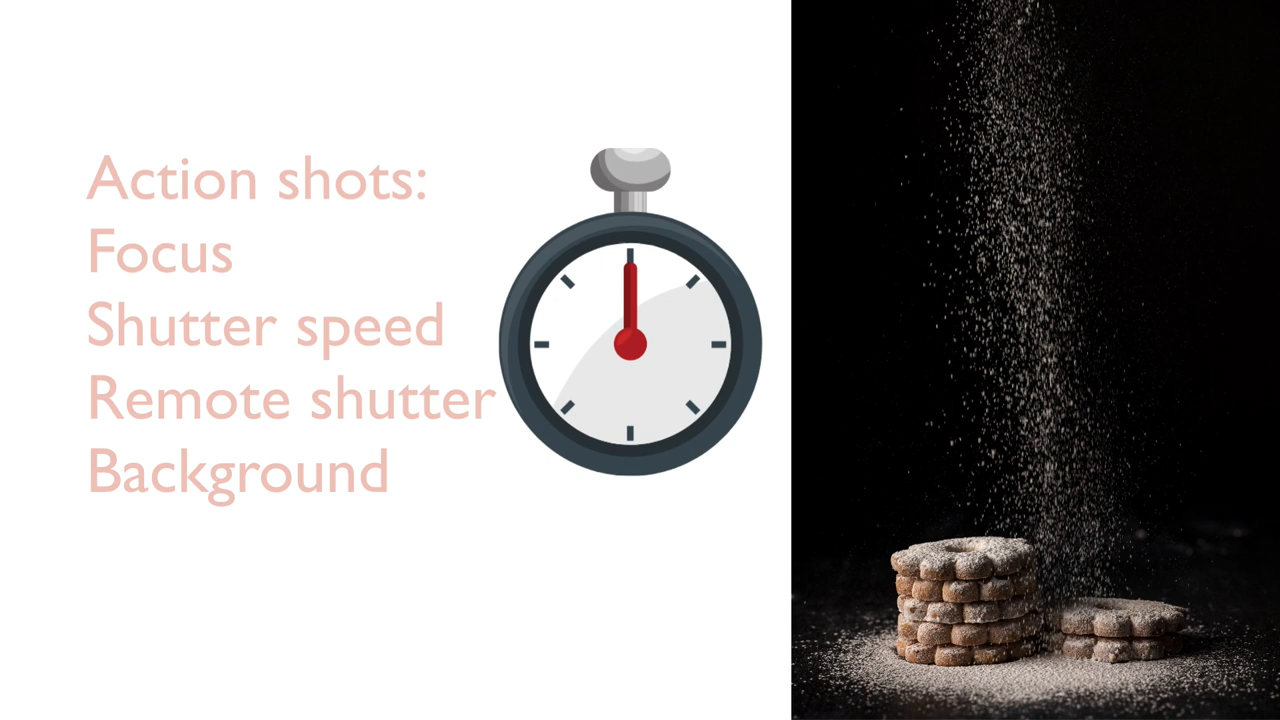 Action shots:
Focus
Shutter speed
Remote shutter
Background